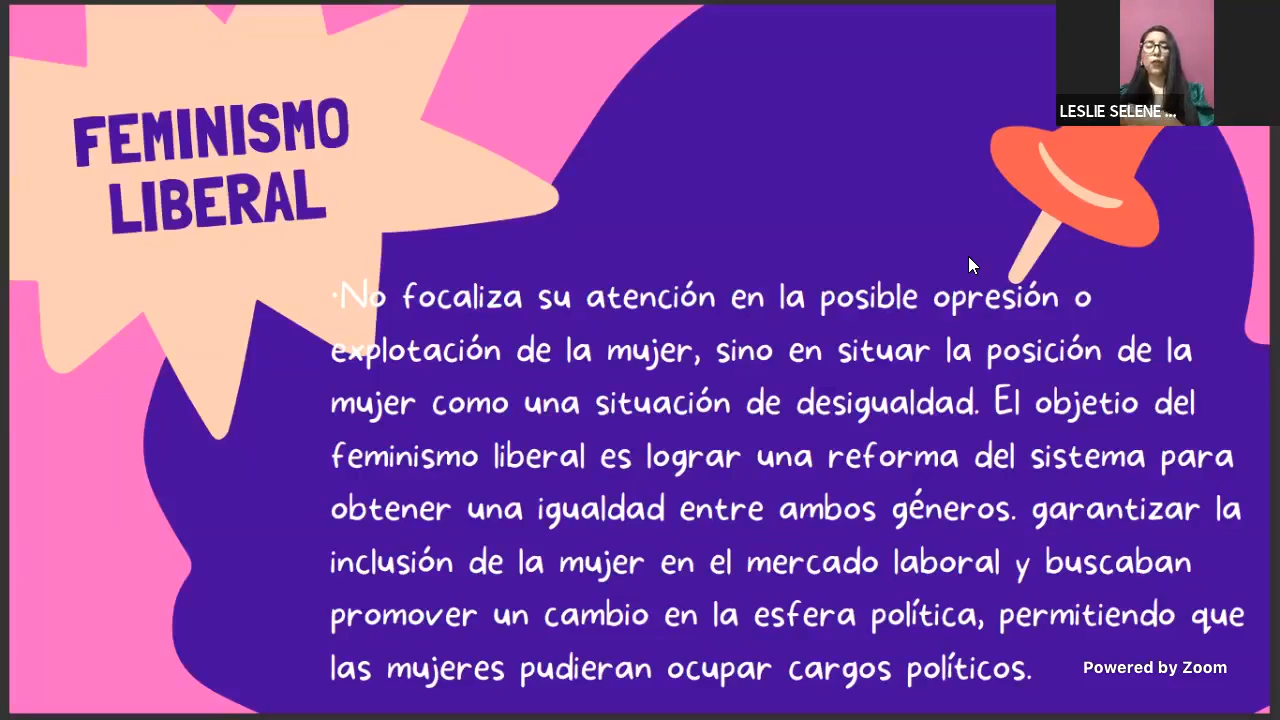 FEMINISMO
LIBERAL
LESLIE SELENE ...
·No focaliza su atención en la posible opresión o
explotación de la mujer, sino en situar la posición de la
mujer como una situación de desigualdad. El objetio del
feminismo liberal es lograr una reforma del sistema para
obtener una igualdad entre ambos géneros. garantizar la
inclusión de la mujer en el mercado laboral y buscaban
promover un cambio en la esfera política, permitiendo que
las mujeres pudieran ocupar cargos políticos.
Powered by Zoom